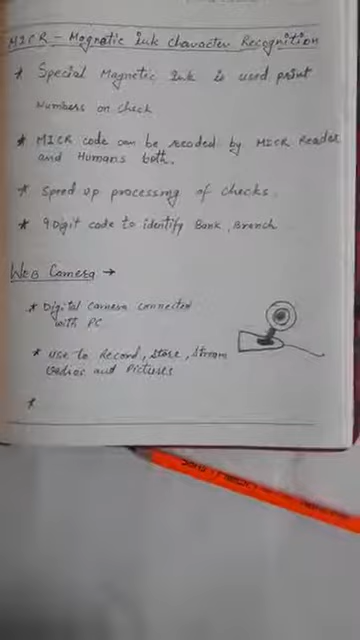 MICR - Magnatic Ink Character Recognition
* Special Magnetic Ink is used print
Numbers on check
* MICR code can be readed by MICR Reader
and Humans both.
* Speed up processing of checks.
* 9 Digit code to identify Bank, Branch
Web Camera →
* Digital camera connected
with PC
* Use to Record, Store, Stream
vedios and Pictures
*